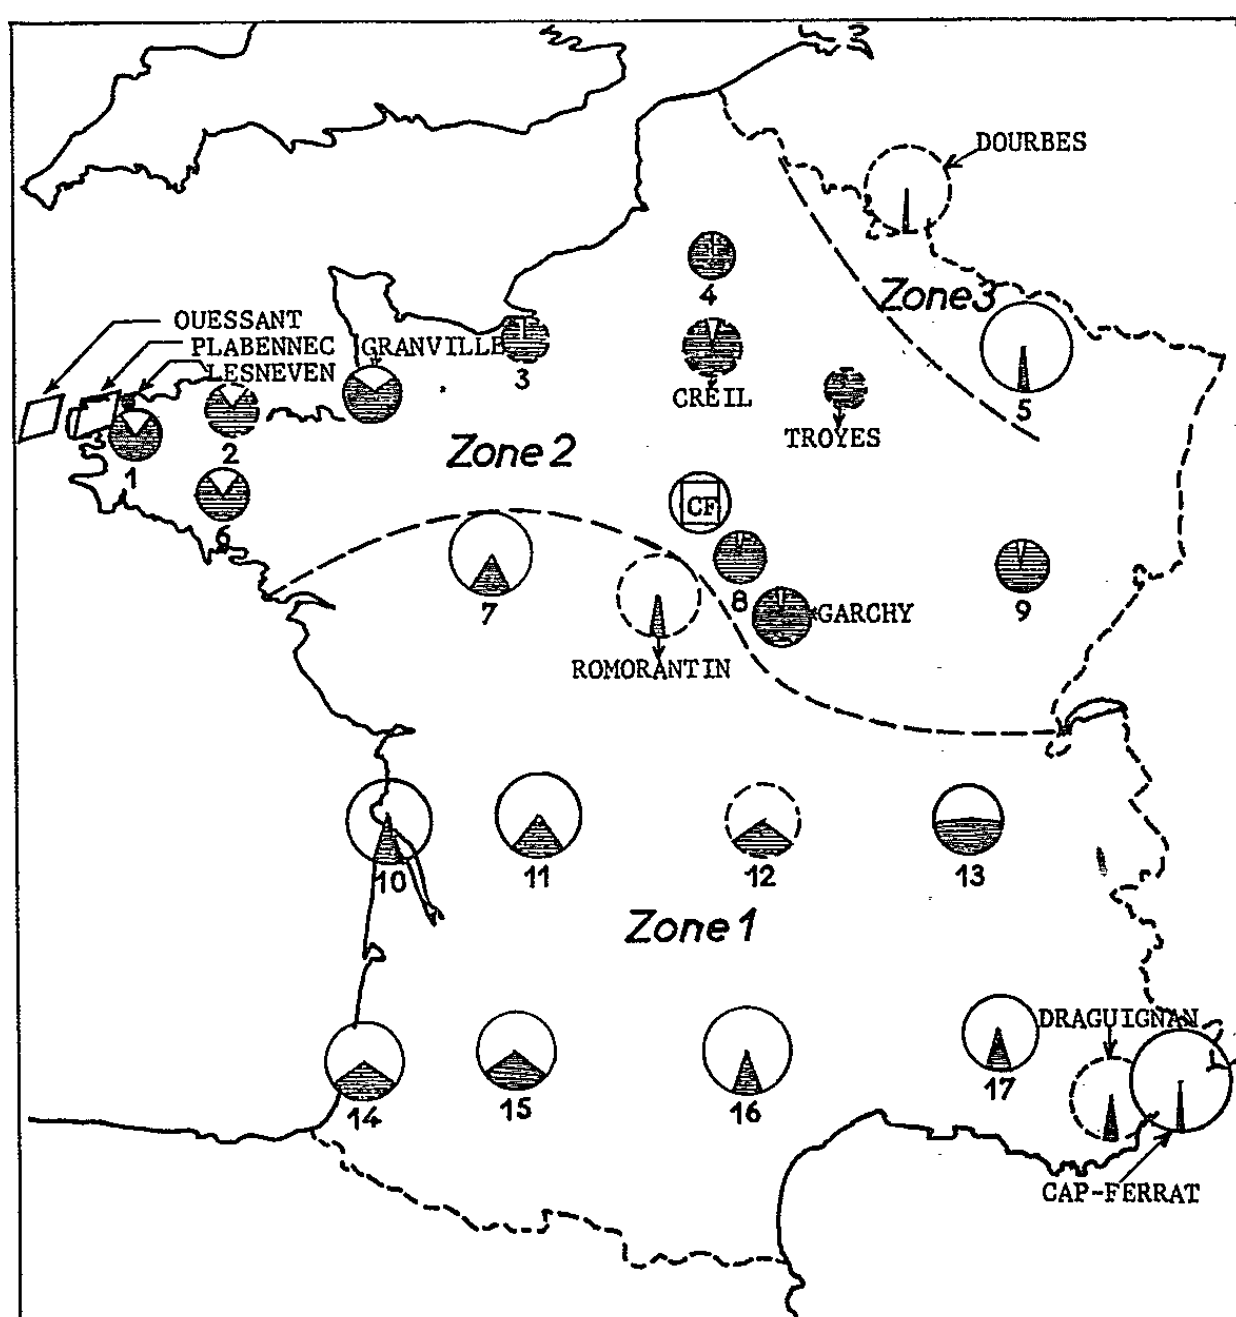 DOURBES
Zone3
4
OUESSANT
PLABENNEC
GRANVILLE
LESNEVEN
3
CREIL
5
TROYES
3
2
Zone 2
1
CF
6
8
9
7
GARCHY
ROMORANTIN
10
11
12
13
Zone 1
DRAGUIGNAN
14
15
16
17
CAP-FERRAT